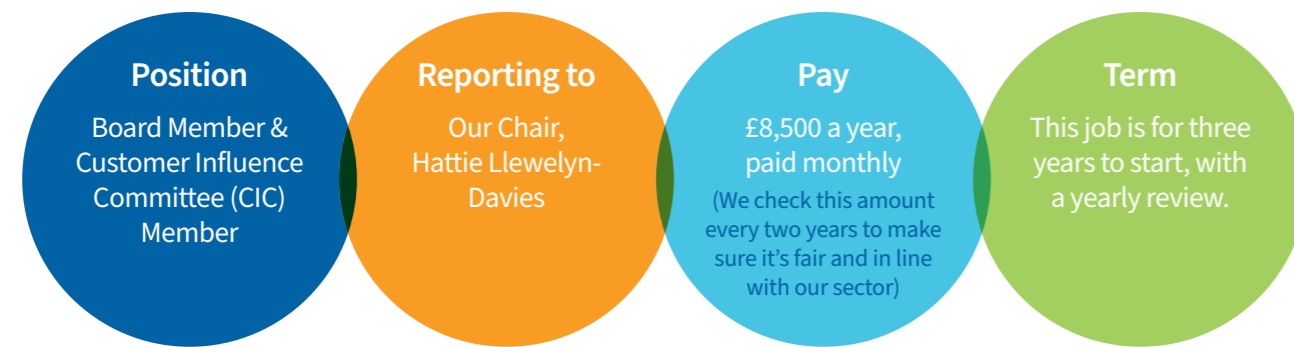 Position
Board Member &
Customer Influence
Committee (CIC)
Member
Reporting to
Our Chair,
Hattie Llewelyn-
Davies
Pay
£8,500 a year,
paid monthly
(We check this amount
every two years to make
sure it's fair and in line
with our sector)
Term
This job is for three
years to start, with
a yearly review.